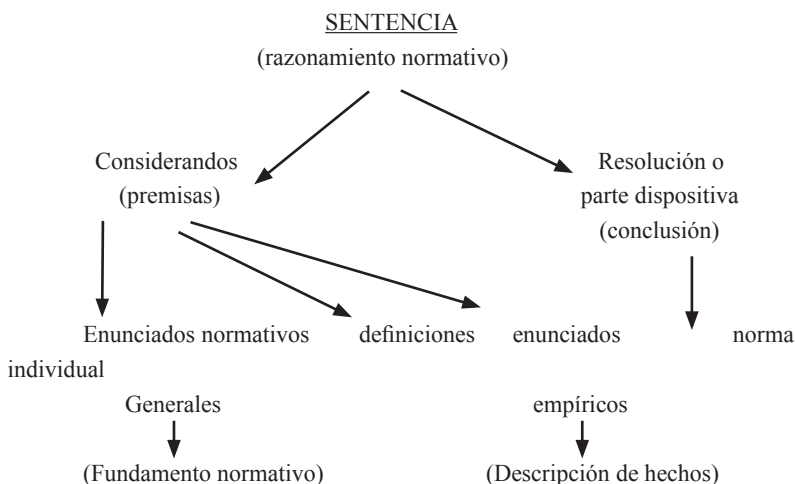 SENTENCIA
(razonamiento normativo)
Considerandos
(premisas)
Resolución o
parte dispositiva
(conclusión)
Enunciados normativos definiciones enunciados norma
individual
Generales empíricos
(Fundamento normativo) (Descripción de hechos)